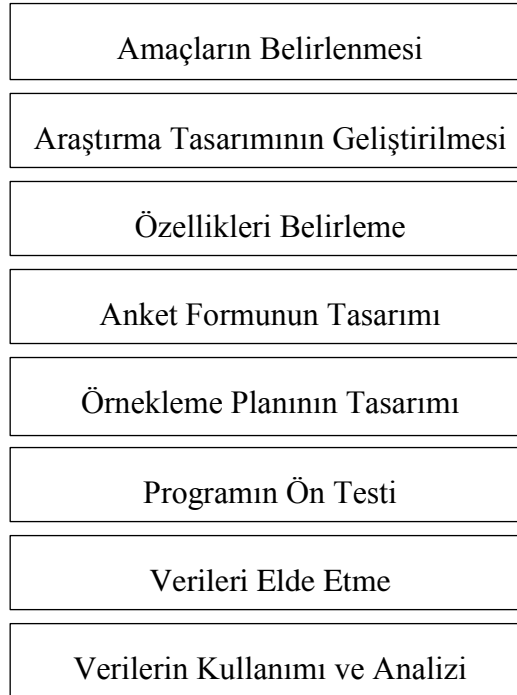 Amaçların Belirlenmesi
Araştırma Tasarımının Geliştirilmesi
Özellikleri Belirleme
Anket Formunun Tasarımı
Örnekleme Planının Tasarımı
Programın Ön Testi
Verileri Elde Etme
Verilerin Kullanımı ve Analizi